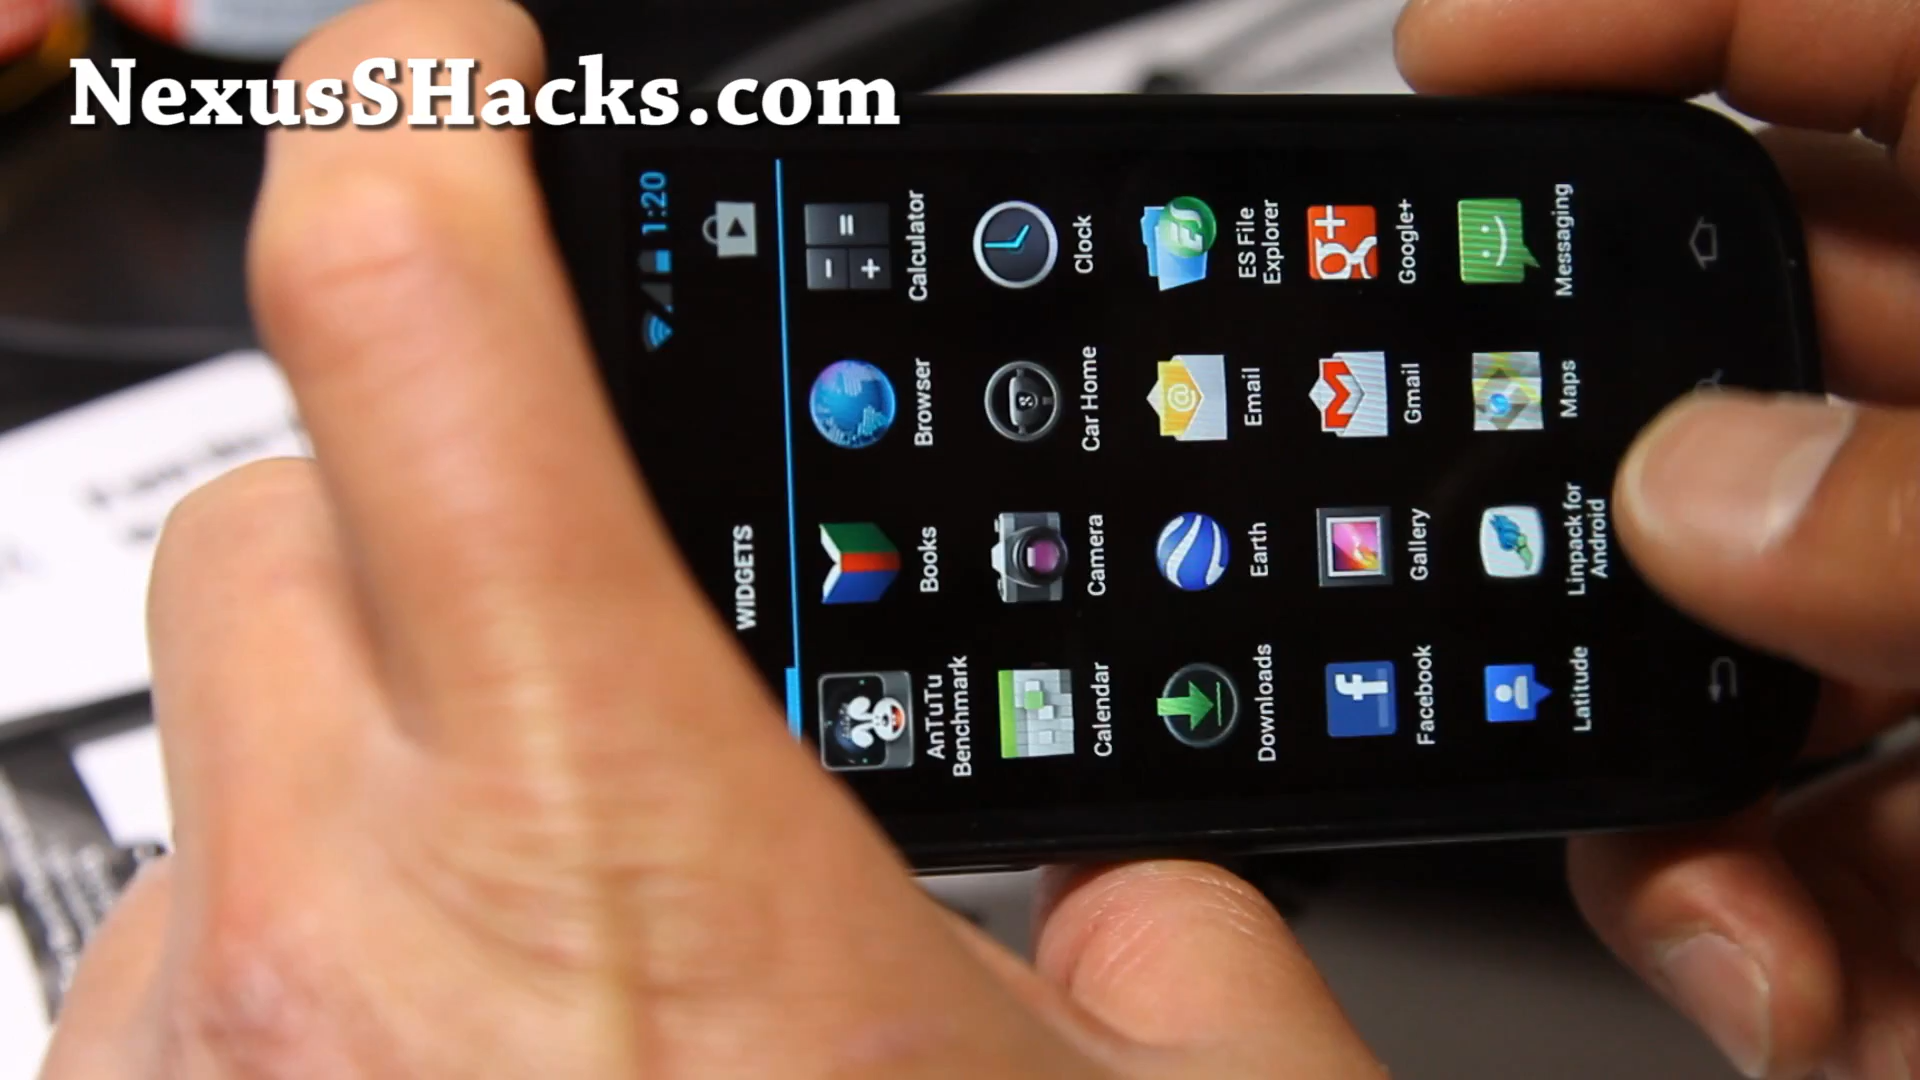 NexusSHacks.com
1:20
WIDGETS
AnTuTu
Benchmark
Books
Browser
Calculator
Calendar
Camera
Car Home
Clock
Downloads
Earth
Email
ES File
Explorer
Facebook
Gallery
Gmail
Google+
Latitude
Linpack for
Android
Maps
Messaging